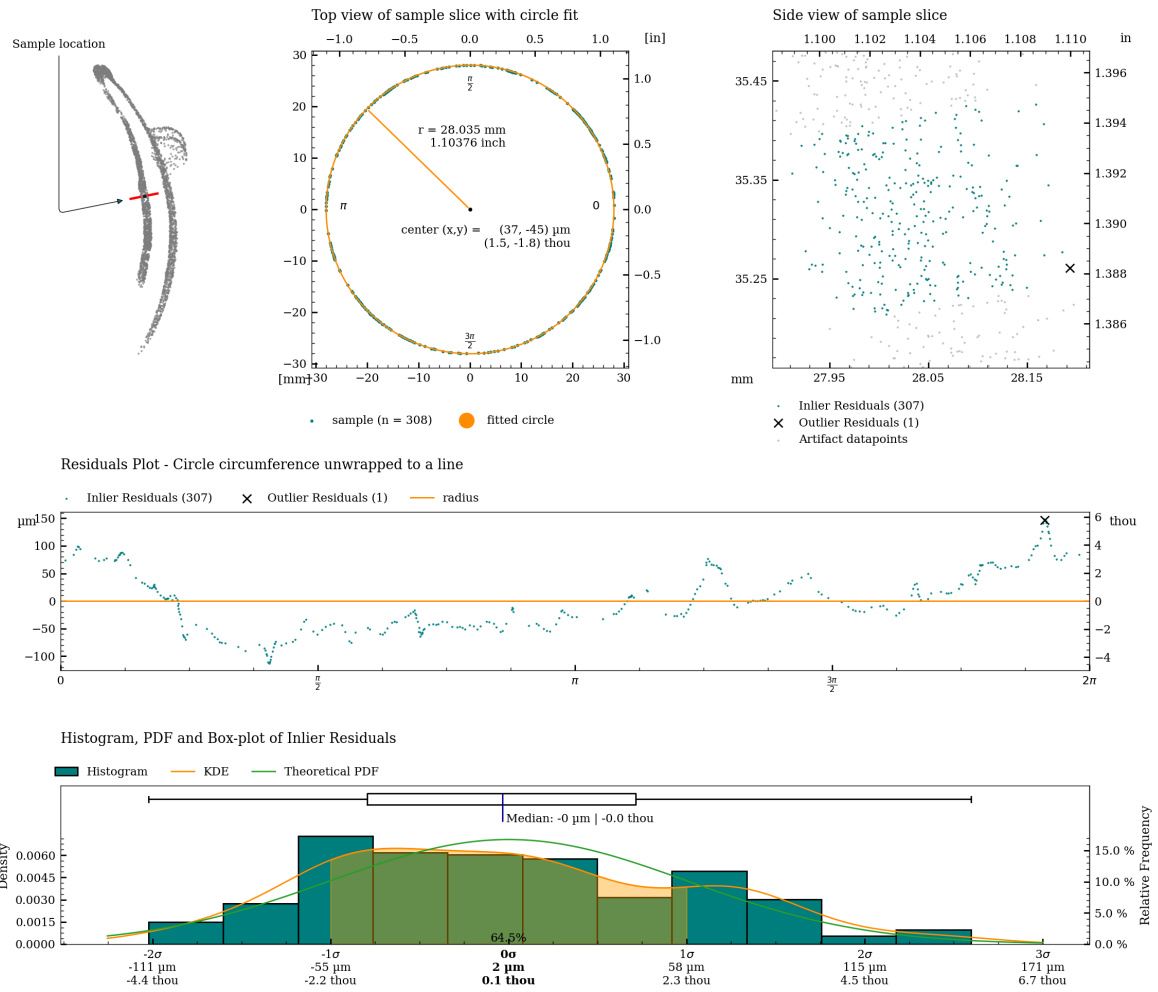 Top view of sample slice with circle fit
Side view of sample slice
Sample location
−1.0 −0.5 0.0 0.5 1.0 [in]
1.100 1.102 1.104 1.106 1.108 1.110 in
30
20
10
0
−10
−20
−30
1.0
0.5
0.0
−0.5
−1.0
π/2
r = 28.035 mm
1.10376 inch
π
0
center (x,y) = (37, -45) µm
(1.5, -1.8) thou
3π/2
[mm]
−30 −20 −10 0 10 20 30
35.45
35.35
35.25
1.396
1.394
1.392
1.390
1.388
1.386
mm
27.95 28.05 28.15
sample (n = 308) fitted circle
Inlier Residuals (307)
Outlier Residuals (1)
Artifact datapoints
Residuals Plot - Circle circumference unwrapped to a line
Inlier Residuals (307) Outlier Residuals (1) radius
µm
150
100
50
0
−50
−100
6
4
2
0
−2
−4
thou
0 π/2 π 3π/2 2π
Histogram, PDF and Box-plot of Inlier Residuals
Histogram KDE Theoretical PDF
Median: -0 µm | -0.0 thou
Density
0.0060
0.0045
0.0030
0.0015
0.0000
15.0 %
10.0 %
5.0 %
0.0 %
Relative Frequency
64.5%
-2σ -1σ 0σ 1σ 2σ 3σ
-111 µm -55 µm 2 µm 58 µm 115 µm 171 µm
-4.4 thou -2.2 thou 0.1 thou 2.3 thou 4.5 thou 6.7 thou